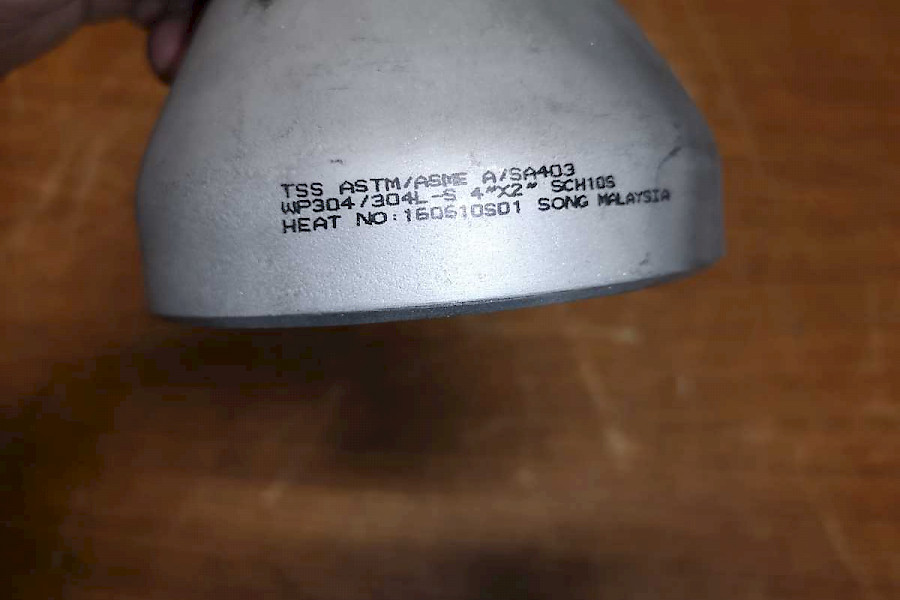 TSS ASTM/ASME A/SA403
WP304/304L-S 4"X2" SCH10S
HEAT NO:160610S01 SONG MALAYSIA